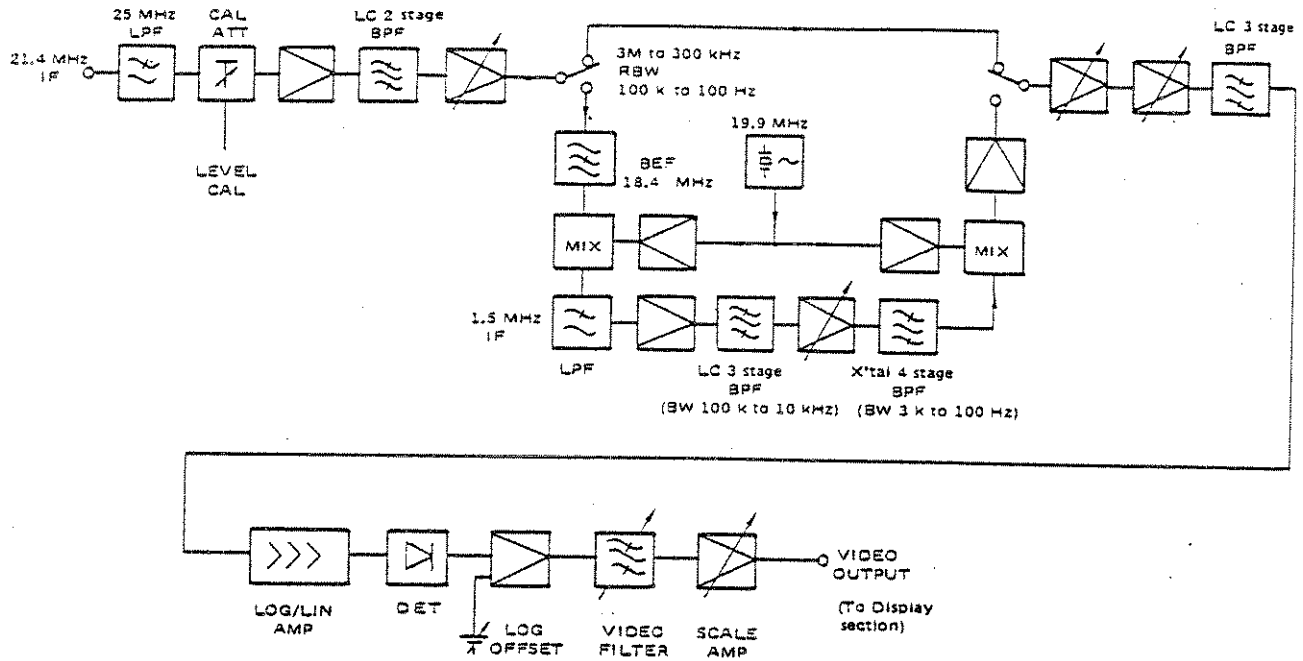 25 MHz
LPF
CAL
ATT
LC 2 stage
BPF
LC 3 stage
BPF
21.4 MHz
IF
3M to 300 kHz
RBW
100 k to 100 Hz
LEVEL
CAL
19.9 MHz
BEF
18.4 MHz
MIX
MIX
1.5 MHz
IF
LPF
LC 3 stage
BPF
(BW 100 k to 10 kHz)
X'tal 4 stage
BPF
(BW 3 k to 100 Hz)
LOG/LIN
AMP
DET
LOG
OFFSET
VIDEO
FILTER
SCALE
AMP
VIDEO
OUTPUT
(To Display
section)